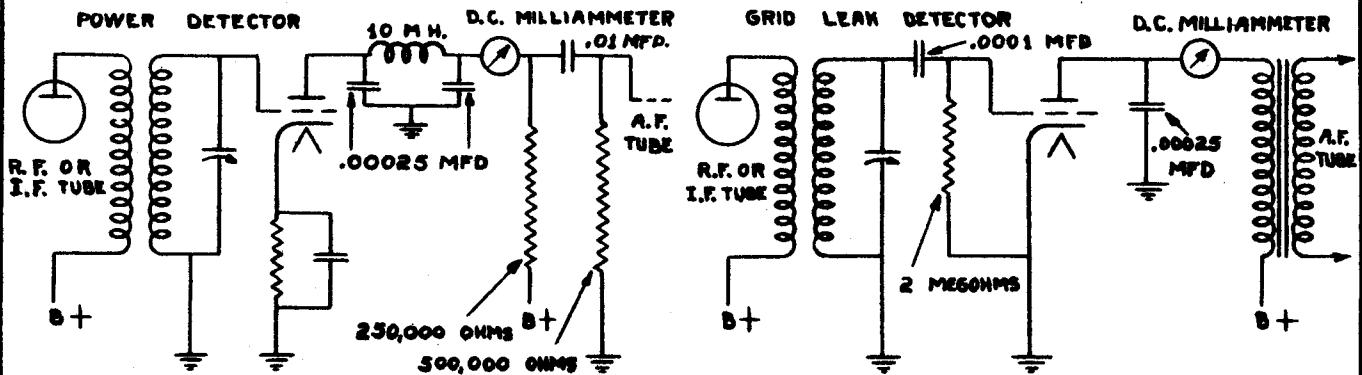 POWER DETECTOR
10 MH.
D.C. MILLIAMMETER
.01 MFD.
R.F. OR
I.F. TUBE
.00025 MFD
A.F.
TUBE
B+
250,000 OHMS
B+
500,000 OHMS
GRID LEAK DETECTOR
.0001 MFD
D.C. MILLIAMMETER
R.F. OR
I.F. TUBE
.00025
MFD
A.F.
TUBE
2 MEGOHMS
B+
B+